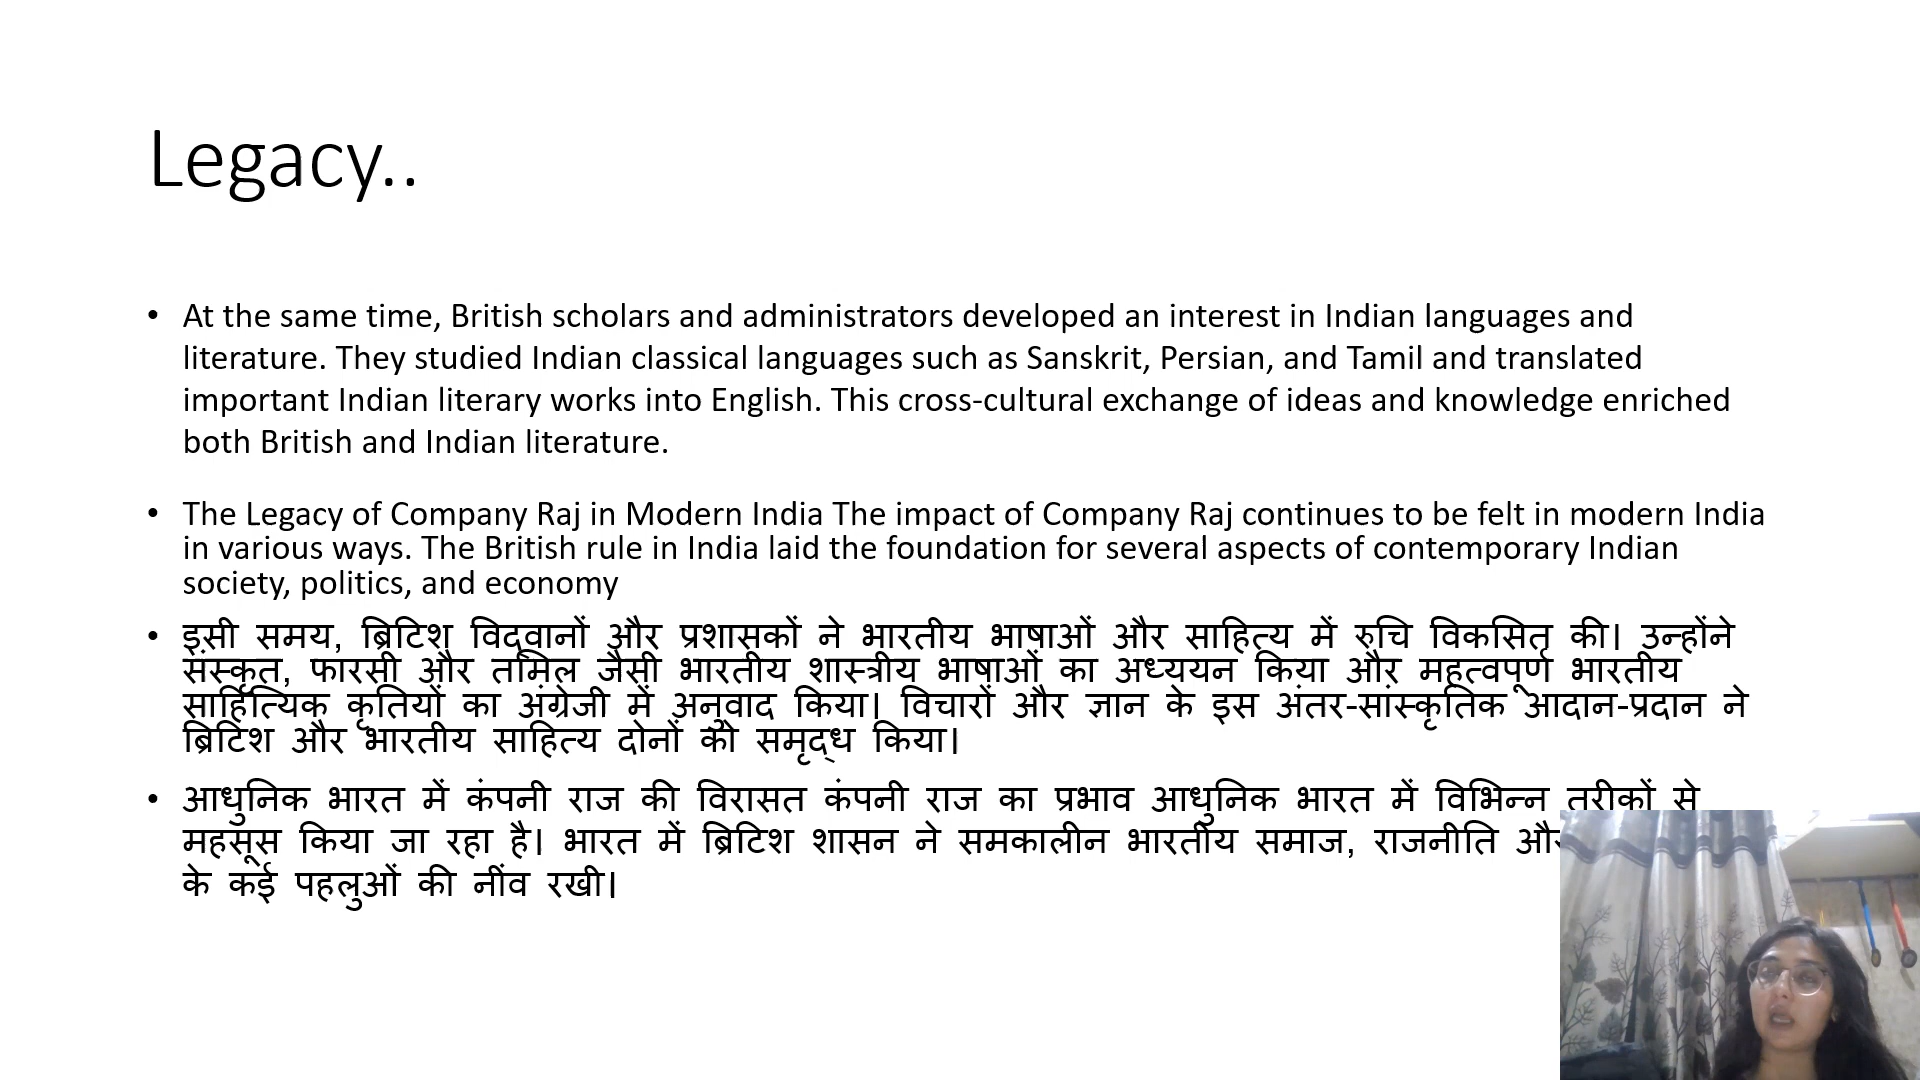 Legacy..
• At the same time, British scholars and administrators developed an interest in Indian languages and
literature. They studied Indian classical languages such as Sanskrit, Persian, and Tamil and translated
important Indian literary works into English. This cross-cultural exchange of ideas and knowledge enriched
both British and Indian literature.
• The Legacy of Company Raj in Modern India The impact of Company Raj continues to be felt in modern India
in various ways. The British rule in India laid the foundation for several aspects of contemporary Indian
society, politics, and economy
• इसी समय, ब्रिटिश विद्वानों और प्रशासकों ने भारतीय भाषाओं और साहित्य में रुचि विकसित की। उन्होंने
संस्कृत, फारसी और तमिल जैसी भारतीय शास्त्रीय भाषाओं का अध्ययन किया और महत्वपूर्ण भारतीय
साहित्यिक कृतियों का अंग्रेजी में अनुवाद किया। विचारों और ज्ञान के इस अंतर-सांस्कृतिक आदान-प्रदान ने
ब्रिटिश और भारतीय साहित्य दोनों को समृद्ध किया।
• आधुनिक भारत में कंपनी राज की विरासत कंपनी राज का प्रभाव आधुनिक भारत में विभिन्न तरीकों से
महसूस किया जा रहा है। भारत में ब्रिटिश शासन ने समकालीन भारतीय समाज, राजनीति
के कई पहलुओं की नींव रखी।